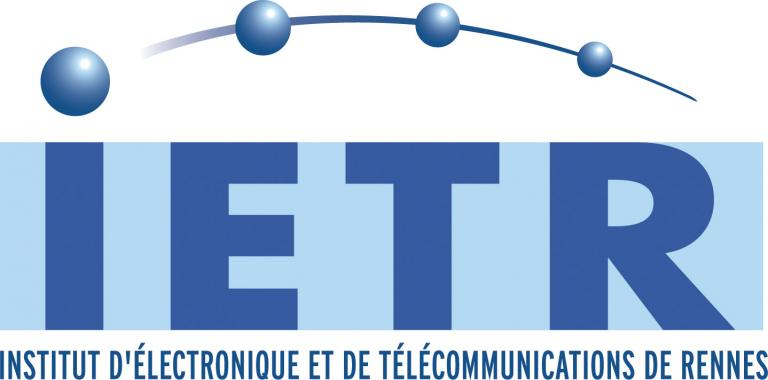 IETR
INSTITUT D'ÉLECTRONIQUE ET DE TÉLÉCOMMUNICATIONS DE RENNES